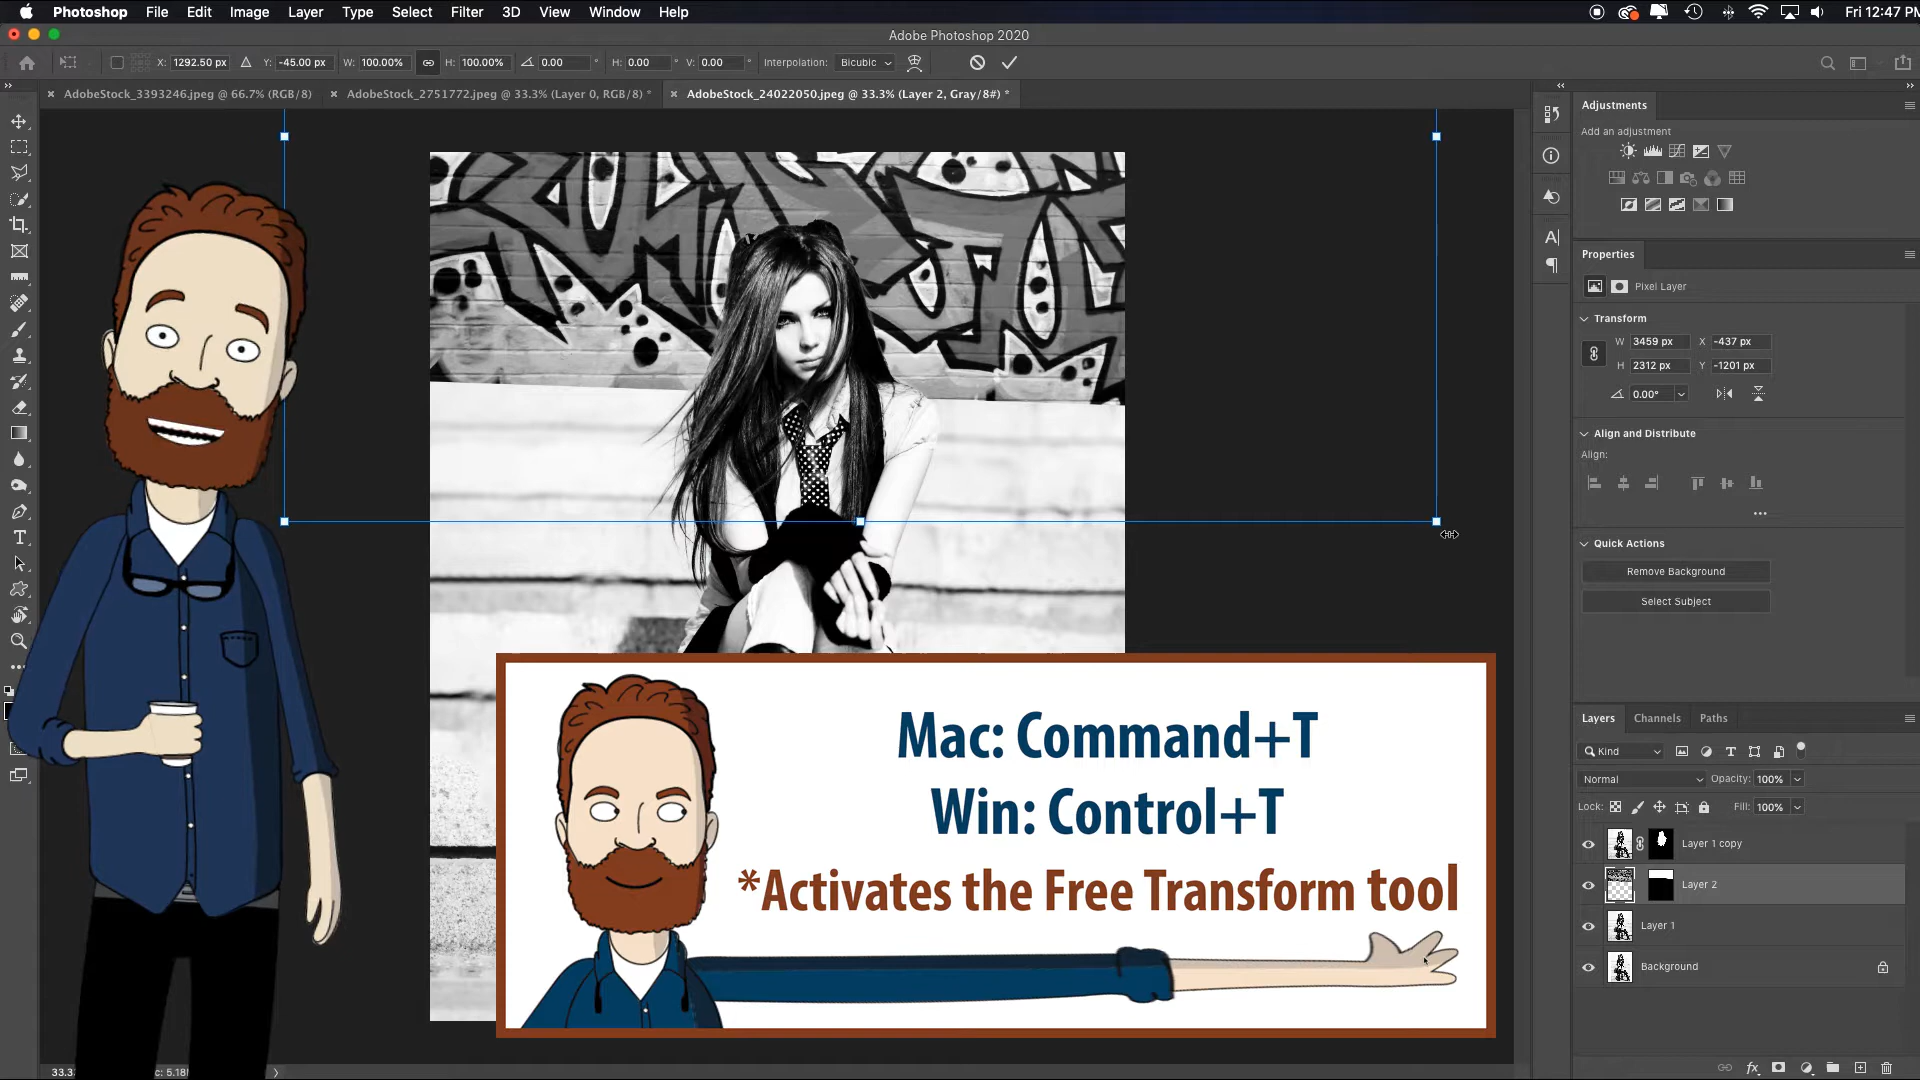 Photoshop File Edit Image Layer Type Select Filter 3D View Window Help Fri 12:47 PM
Adobe Photoshop 2020
X: 1292.50 px Y: -45.00 px W: 100.00% H: 100.00% 0.00 ° H: 0.00 ° V: 0.00 ° Interpolation: Bicubic
AdobeStock_3393246.jpeg @ 66.7% (RGB/8) AdobeStock_2751772.jpeg @ 33.3% (Layer 0, RGB/8) * AdobeStock_24022050.jpeg @ 33.3% (Layer 2, Gray/8#) *
Adjustments
Add an adjustment
Properties
Pixel Layer
Transform
W 3459 px X -437 px
H 2312 px Y -1201 px
0.00°
Align and Distribute
Align:
Quick Actions
Remove Background
Select Subject
Mac: Command+T
Win: Control+T
*Activates the Free Transform tool
Layers Channels Paths
Kind
Normal Opacity: 100%
Lock: Fill: 100%
Layer 1 copy
Layer 2
Layer 1
Background